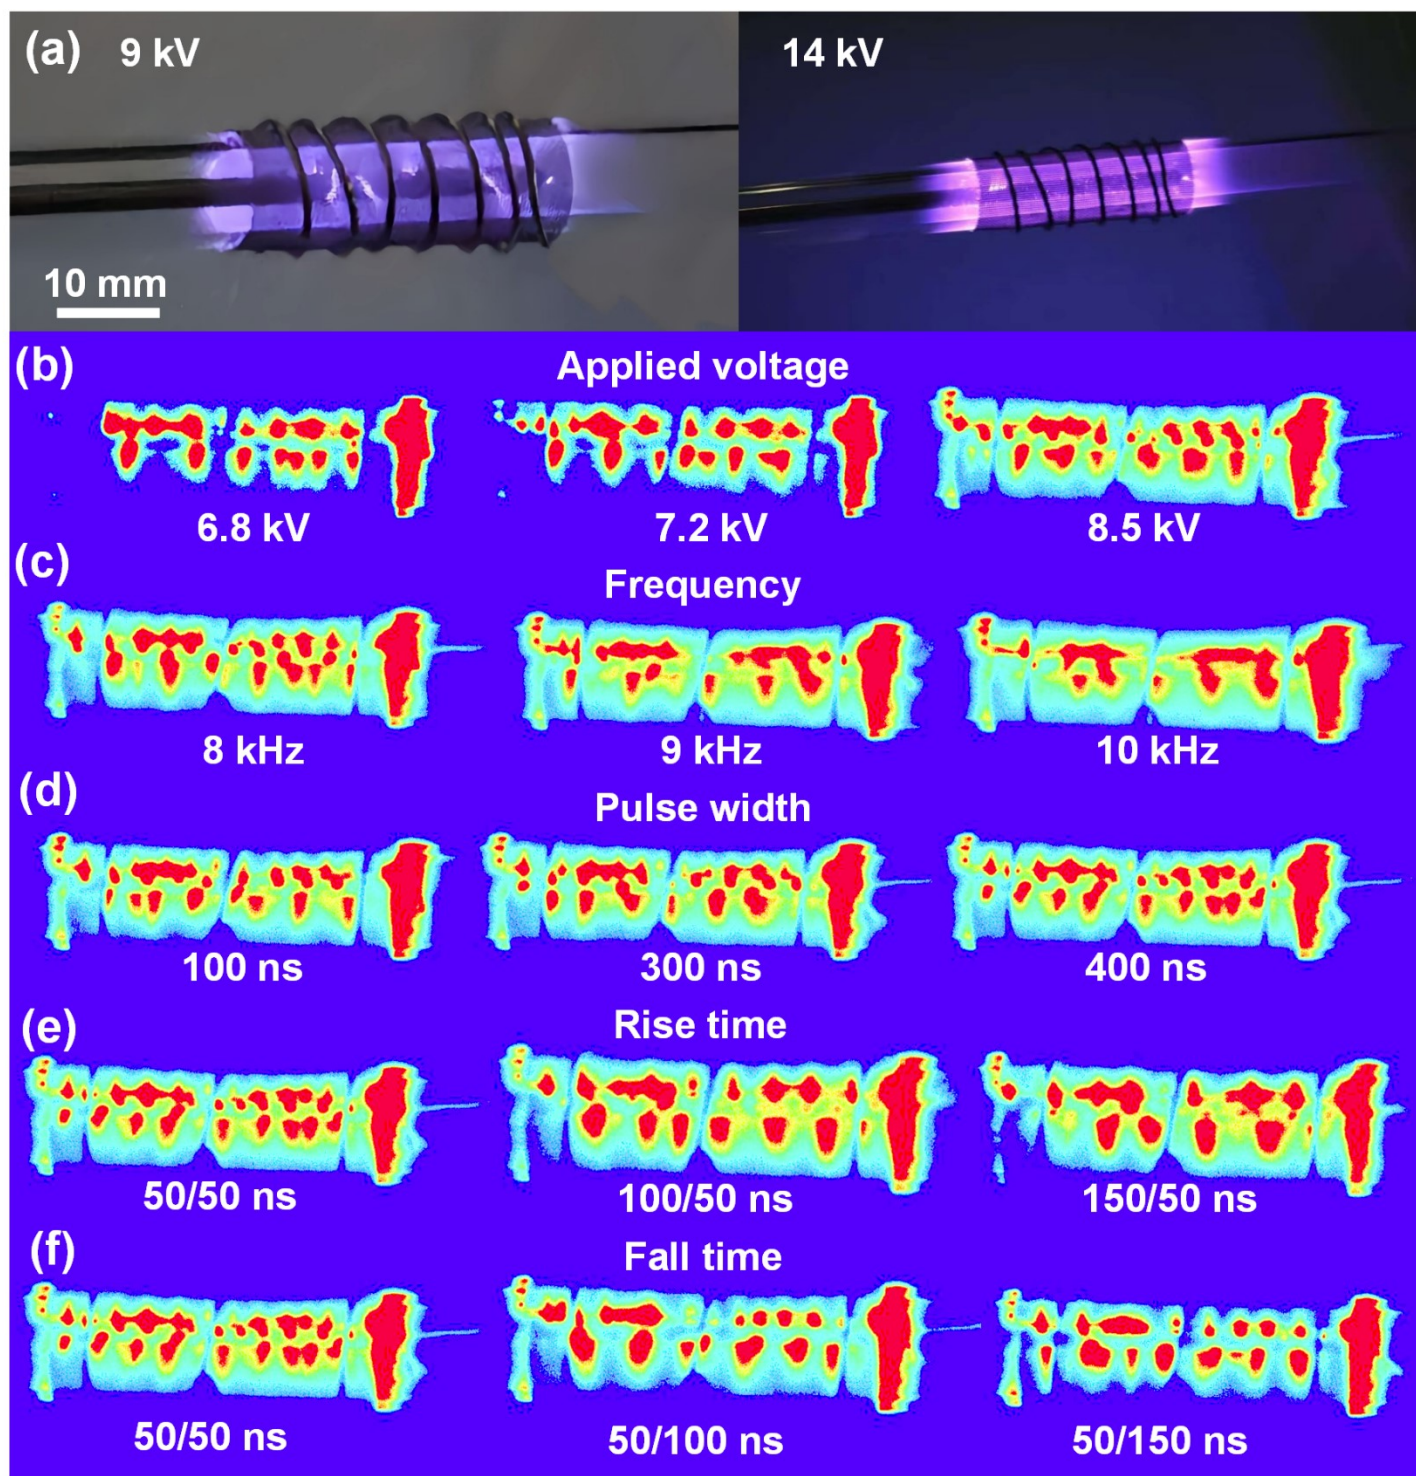 (a) 9 kV 14 kV
10 mm
(b) Applied voltage
6.8 kV 7.2 kV 8.5 kV
(c) Frequency
8 kHz 9 kHz 10 kHz
(d) Pulse width
100 ns 300 ns 400 ns
(e) Rise time
50/50 ns 100/50 ns 150/50 ns
(f) Fall time
50/50 ns 50/100 ns 50/150 ns